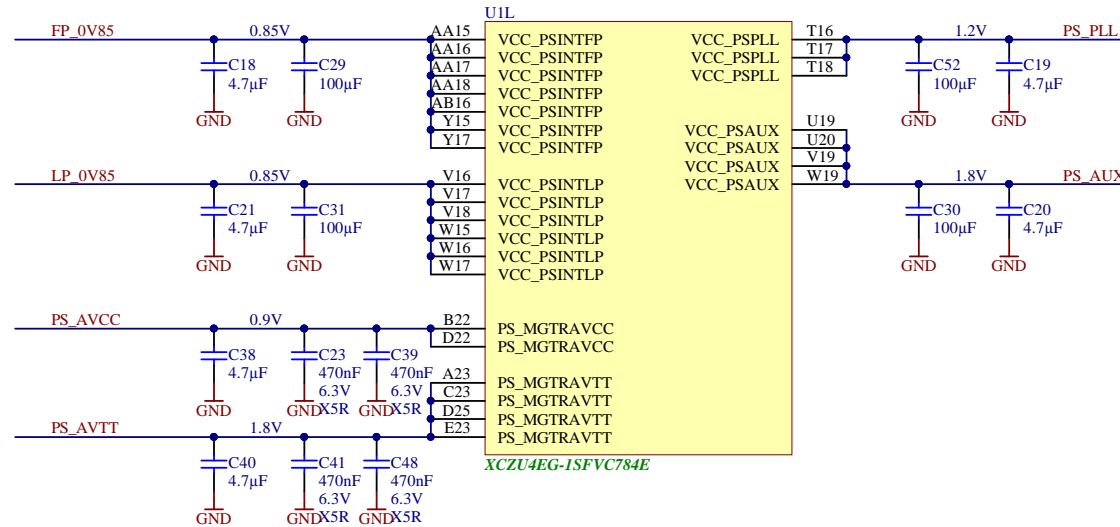 U1L
FP_0V85 0.85V AA15 VCC_PSINTFP VCC_PSPLL T16 1.2V PS_PLL
AA16 VCC_PSINTFP VCC_PSPLL T17
AA17 VCC_PSINTFP VCC_PSPLL T18
AA18 VCC_PSINTFP
AB16 VCC_PSINTFP
Y15 VCC_PSINTFP
Y17 VCC_PSINTFP
C18 C29 C52 C19
4.7µF 100µF 100µF 4.7µF
GND GND GND GND
VCC_PSAUX U19
VCC_PSAUX U20
VCC_PSAUX V19
LP_0V85 0.85V V16 VCC_PSINTLP VCC_PSAUX W19 1.8V PS_AUX
V17 VCC_PSINTLP
V18 VCC_PSINTLP
W15 VCC_PSINTLP
W16 VCC_PSINTLP
W17 VCC_PSINTLP
C21 C31 C30 C20
4.7µF 100µF 100µF 4.7µF
GND GND GND GND
PS_AVCC 0.9V B22 PS_MGTRAVCC
D22 PS_MGTRAVCC
C38 C23 C39
4.7µF 470nF 470nF
6.3V 6.3V
X5R X5R
GND GND GND
A23 PS_MGTRAVTT
C23 PS_MGTRAVTT
D25 PS_MGTRAVTT
PS_AVTT 1.8V E23 PS_MGTRAVTT
C40 C41 C48
4.7µF 470nF 470nF
6.3V 6.3V
X5R X5R
GND GND GND
XCZU4EG-1SFVC784E